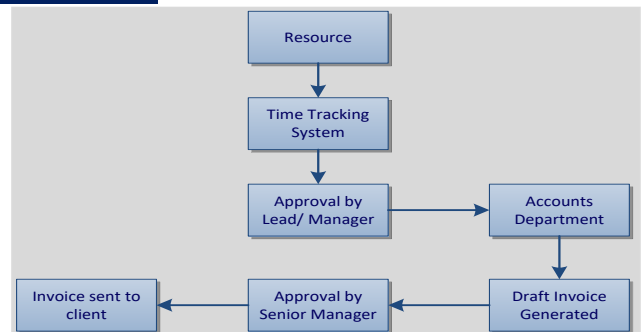 Resource
Time Tracking
System
Approval by
Lead/ Manager
Accounts
Department
Draft Invoice
Generated
Approval by
Senior Manager
Invoice sent to
client